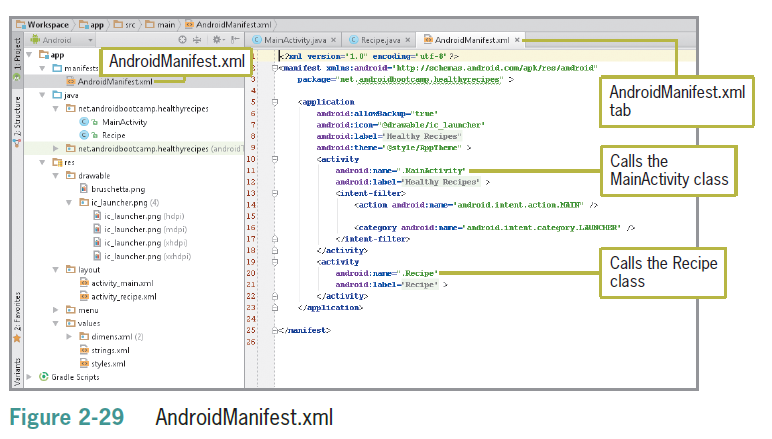 Workspace app src main AndroidManifest.xml
Android
MainActivity.java × Recipe.java × AndroidManifest.xml ×
1: Project
2: Structure
2: Favorites
Variants
app
manifests
AndroidManifest.xml
java
net.androidbootcamp.healthyrecipes
MainActivity
Recipe
net.androidbootcamp.healthyrecipes (androidT
res
drawable
bruschetta.png
ic_launcher.png (4)
ic_launcher.png (hdpi)
ic_launcher.png (mdpi)
ic_launcher.png (xhdpi)
ic_launcher.png (xxhdpi)
layout
activity_main.xml
activity_recipe.xml
menu
values
dimens.xml (2)
strings.xml
styles.xml
Gradle Scripts
AndroidManifest.xml
1 <?xml version="1.0" encoding="utf-8"?>
<manifest xmlns:android="http://schemas.android.com/apk/res/android"
3 package="net.androidbootcamp.healthyrecipes" >
4
5 <application
6 android:allowBackup="true"
7 android:icon="@drawable/ic_launcher"
8 android:label="Healthy Recipes"
9 android:theme="@style/AppTheme" >
10 <activity
11 android:name=".MainActivity"
12 android:label="Healthy Recipes" >
13 <intent-filter>
14 <action android:name="android.intent.action.MAIN" />
15
16 <category android:name="android.intent.category.LAUNCHER" />
17 </intent-filter>
18 </activity>
19 <activity
20 android:name=".Recipe"
21 android:label="Recipe" >
22 </activity>
23 </application>
24
25 </manifest>
26
AndroidManifest.xml
tab
Calls the
MainActivity class
Calls the Recipe
class
Figure 2-29 AndroidManifest.xml